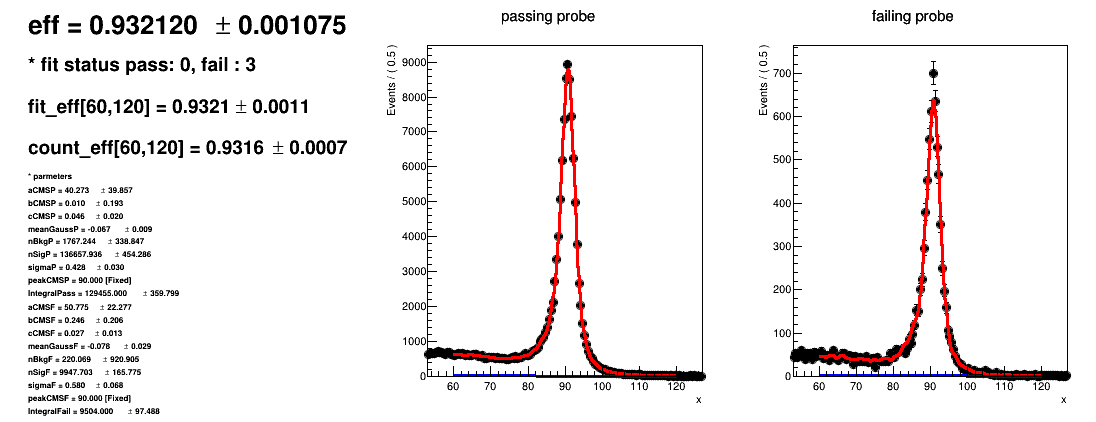 eff = 0.932120 ± 0.001075
* fit status pass: 0, fail : 3
fit_eff[60,120] = 0.9321 ± 0.0011
count_eff[60,120] = 0.9316 ± 0.0007
* parmeters
aCMSP = 40.273 ± 39.857
bCMSP = 0.010 ± 0.193
cCMSP = 0.046 ± 0.020
meanGaussP = -0.067 ± 0.009
nBkgP = 1767.244 ± 338.847
nSigP = 136657.936 ± 454.286
sigmaP = 0.428 ± 0.030
peakCMSP = 90.000 [Fixed]
IntegralPass = 129455.000 ± 359.799
aCMSF = 50.775 ± 22.277
bCMSF = 0.246 ± 0.206
cCMSF = 0.027 ± 0.013
meanGaussF = -0.078 ± 0.029
nBkgF = 220.069 ± 920.905
nSigF = 9947.703 ± 165.775
sigmaF = 0.580 ± 0.068
peakCMSF = 90.000 [Fixed]
IntegralFail = 9504.000 ± 97.488
passing probe
Events / ( 0.5 )
9000
8000
7000
6000
5000
4000
3000
2000
1000
0
60 70 80 90 100 110 120
x
failing probe
Events / ( 0.5 )
700
600
500
400
300
200
100
0
60 70 80 90 100 110 120
x